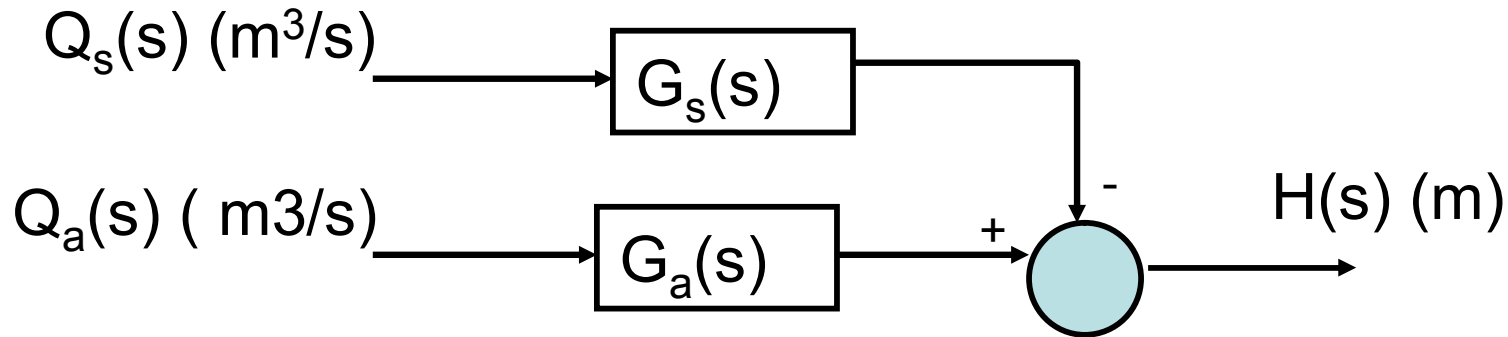 Qₛ(s) (m³/s)
Gₛ(s)
-
Qₐ(s) ( m3/s)
Gₐ(s)
+
H(s) (m)